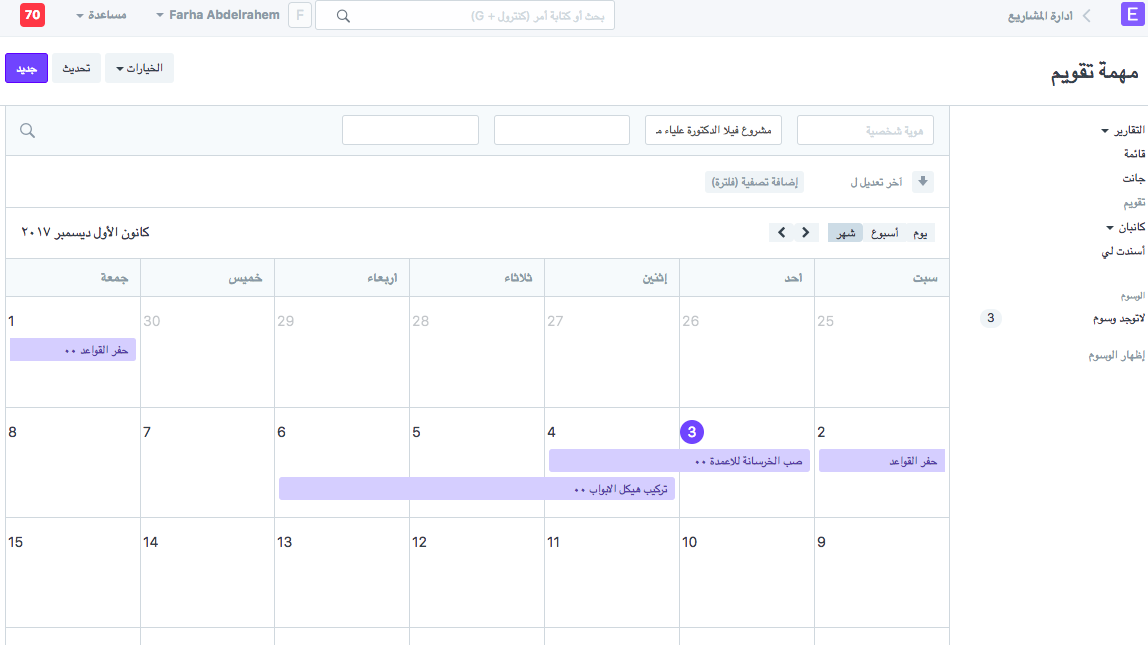 E
ادارة المشاريع
بحث أو كتابة أمر (كنترول + G)
F
Farha Abdelrahem
مساعدة
70
مهمة تقويم
الخيارات
تحديث
جديد
التقارير
قائمة
جانت
تقويم
كانبان
أسندت لي
الوسوم
لاتوجد وسوم
3
إظهار الوسوم
هوية شخصية
مشروع فيلا الدكتورة علياء مـ
آخر تعديل ل
إضافة تصفية (فلترة)
يوم أسبوع شهر
كانون الأول ديسمبر ٢٠١٧
سبت أحد إثنين ثلاثاء أربعاء خميس جمعة
25 26 27 28 29 30 1
حفر القواعد ٠٠
2 3 4 5 6 7 8
حفر القواعد
صب الخرسانة للاعمدة ٠٠
تركيب هيكل الابواب ٠٠
9 10 11 12 13 14 15